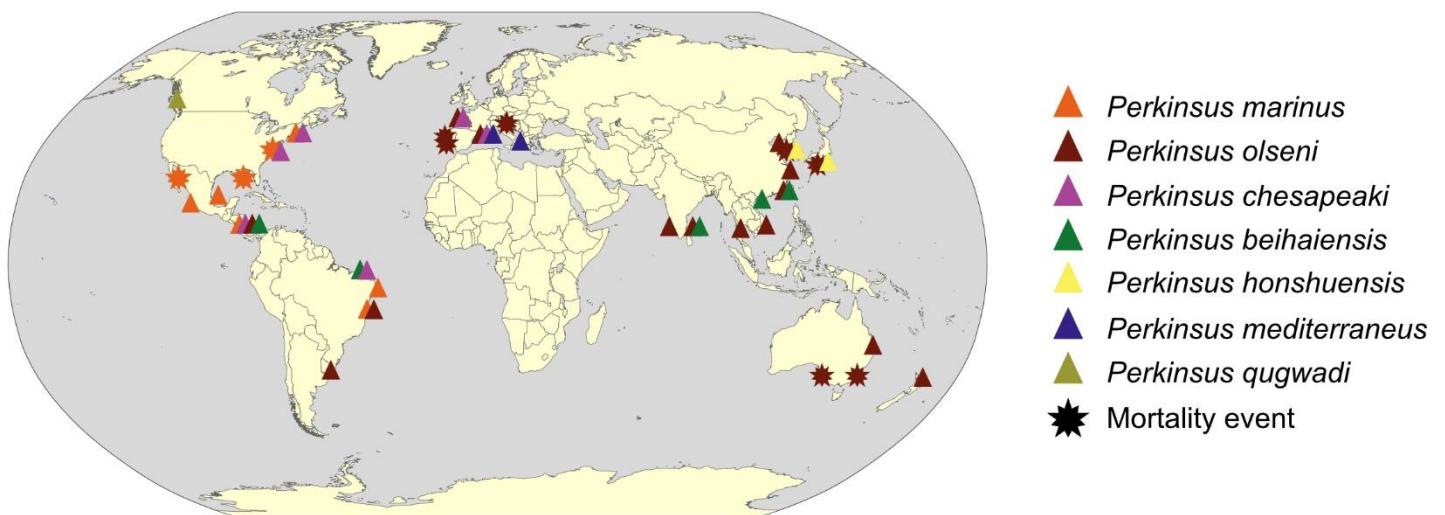 Perkinsus marinus
Perkinsus olseni
Perkinsus chesapeaki
Perkinsus beihaiensis
Perkinsus honshuensis
Perkinsus mediterraneus
Perkinsus qugwadi
Mortality event